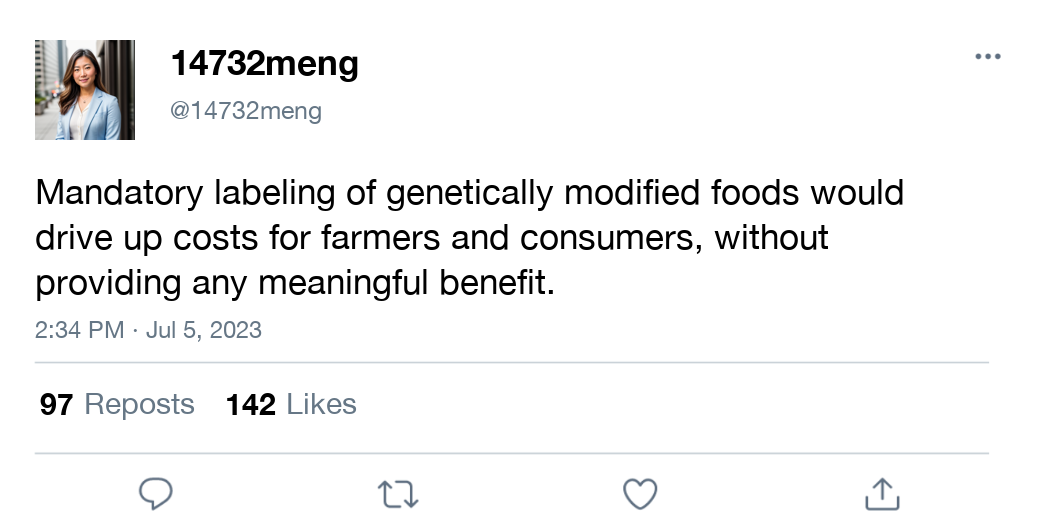 14732meng
@14732meng
Mandatory labeling of genetically modified foods would
drive up costs for farmers and consumers, without
providing any meaningful benefit.
2:34 PM · Jul 5, 2023
97 Reposts 142 Likes